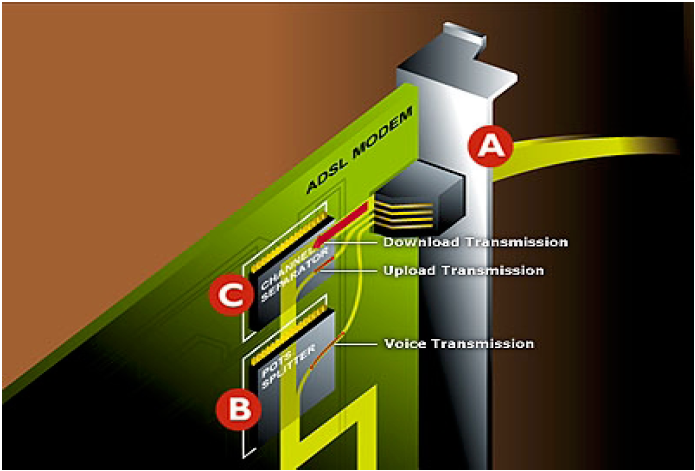 ADSL MODEM
A
Download Transmission
CHANNEL
SEPARATOR
Upload Transmission
C
Voice Transmission
POTS
SPLITTER
B